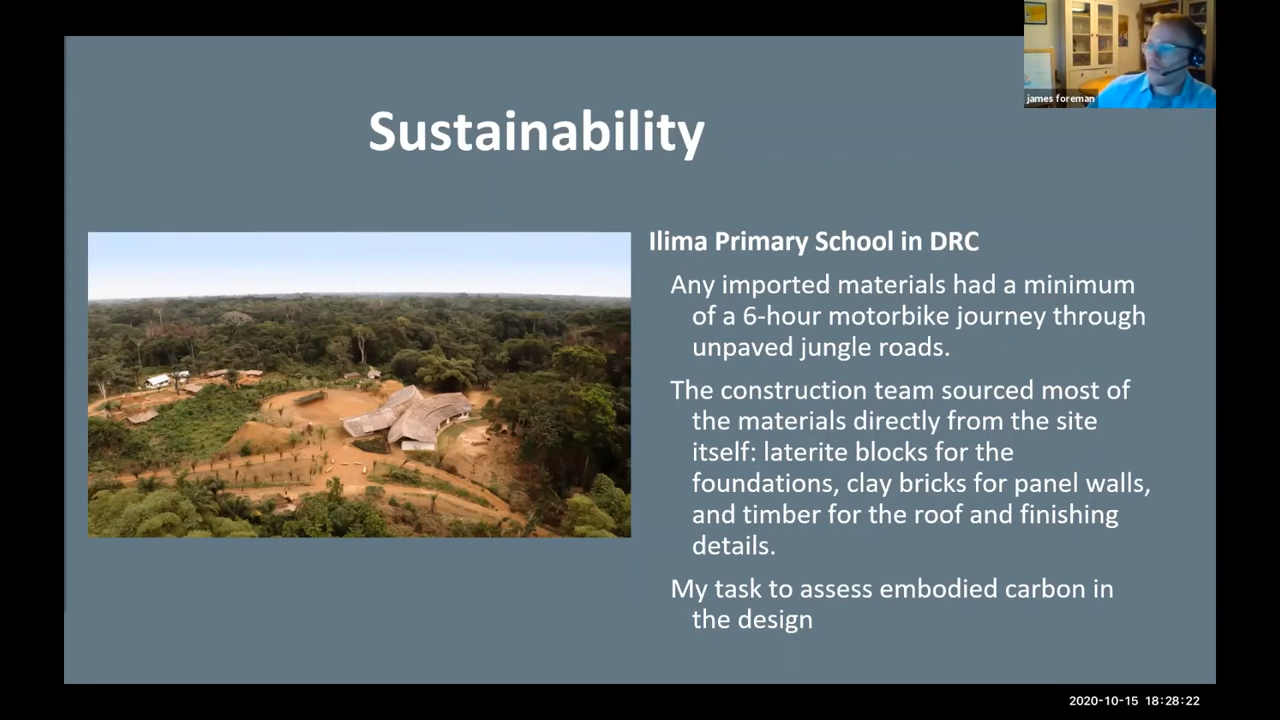 james foreman
Sustainability
Ilima Primary School in DRC
Any imported materials had a minimum
of a 6-hour motorbike journey through
unpaved jungle roads.
The construction team sourced most of
the materials directly from the site
itself: laterite blocks for the
foundations, clay bricks for panel walls,
and timber for the roof and finishing
details.
My task to assess embodied carbon in
the design
2020-10-15 18:28:22